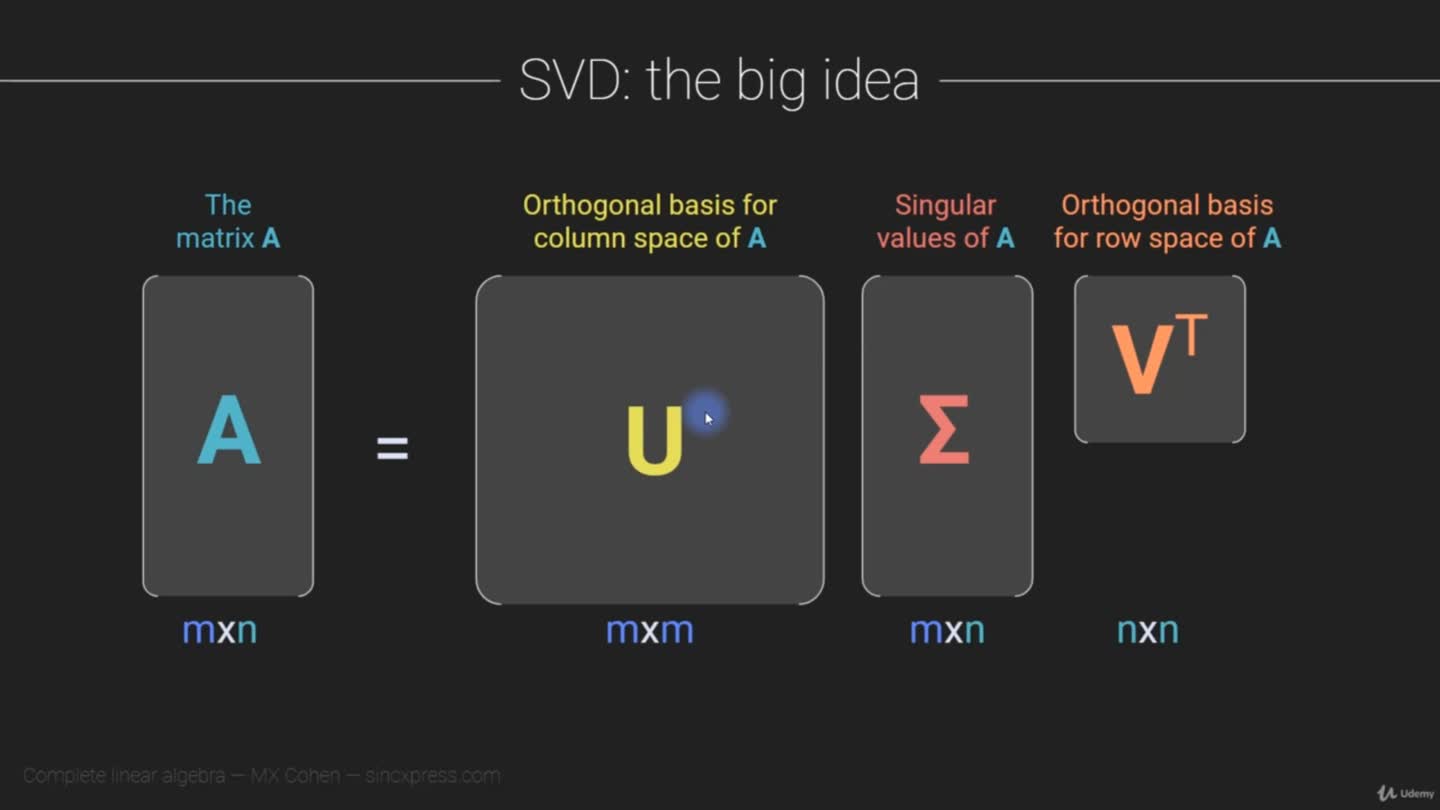 SVD: the big idea
The
matrix A
Orthogonal basis for
column space of A
Singular
values of A
Orthogonal basis
for row space of A
A
=
U
Σ
Vᵀ
mxn
mxm
mxn
nxn
Complete linear algebra — MX Cohen — sincxpress.com
Udemy